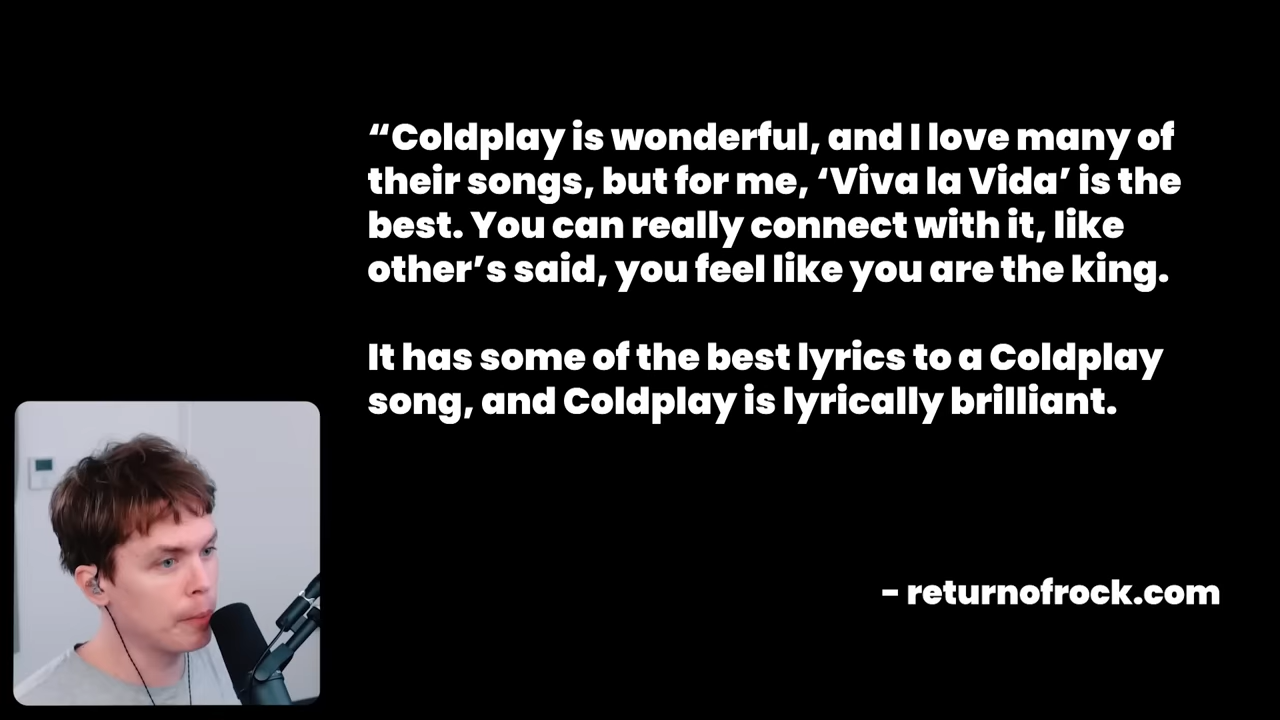 “Coldplay is wonderful, and I love many of
their songs, but for me, ‘Viva la Vida’ is the
best. You can really connect with it, like
other’s said, you feel like you are the king.
It has some of the best lyrics to a Coldplay
song, and Coldplay is lyrically brilliant.
- returnofrock.com